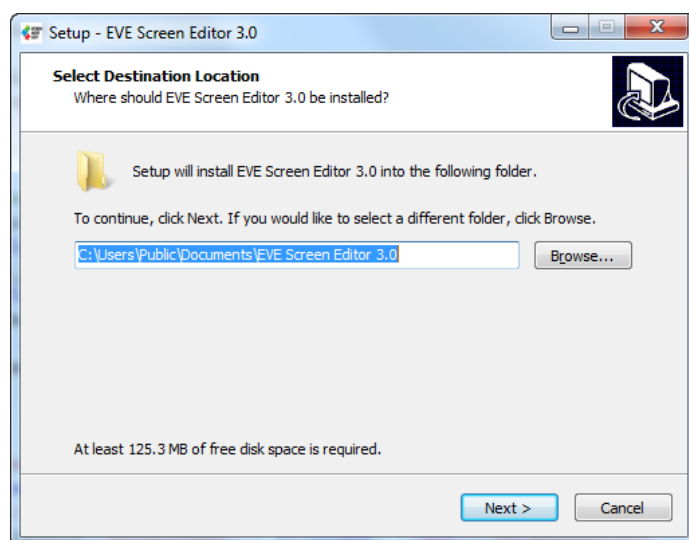 Setup - EVE Screen Editor 3.0
Select Destination Location
Where should EVE Screen Editor 3.0 be installed?
Setup will install EVE Screen Editor 3.0 into the following folder.
To continue, click Next. If you would like to select a different folder, click Browse.
C:\Users\Public\Documents\EVE Screen Editor 3.0
Browse...
At least 125.3 MB of free disk space is required.
Next >
Cancel